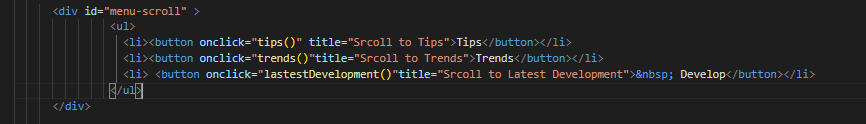 <div id="menu-scroll" >
<ul>
<li><button onclick="tips()" title="Srcoll to Tips">Tips</button></li>
<li><button onclick="trends()"title="Srcoll to Trends">Trends</button></li>
<li> <button onclick="lastestDevelopment()"title="Srcoll to Latest Development">&nbsp; Develop</button></li>
</ul>
</div>